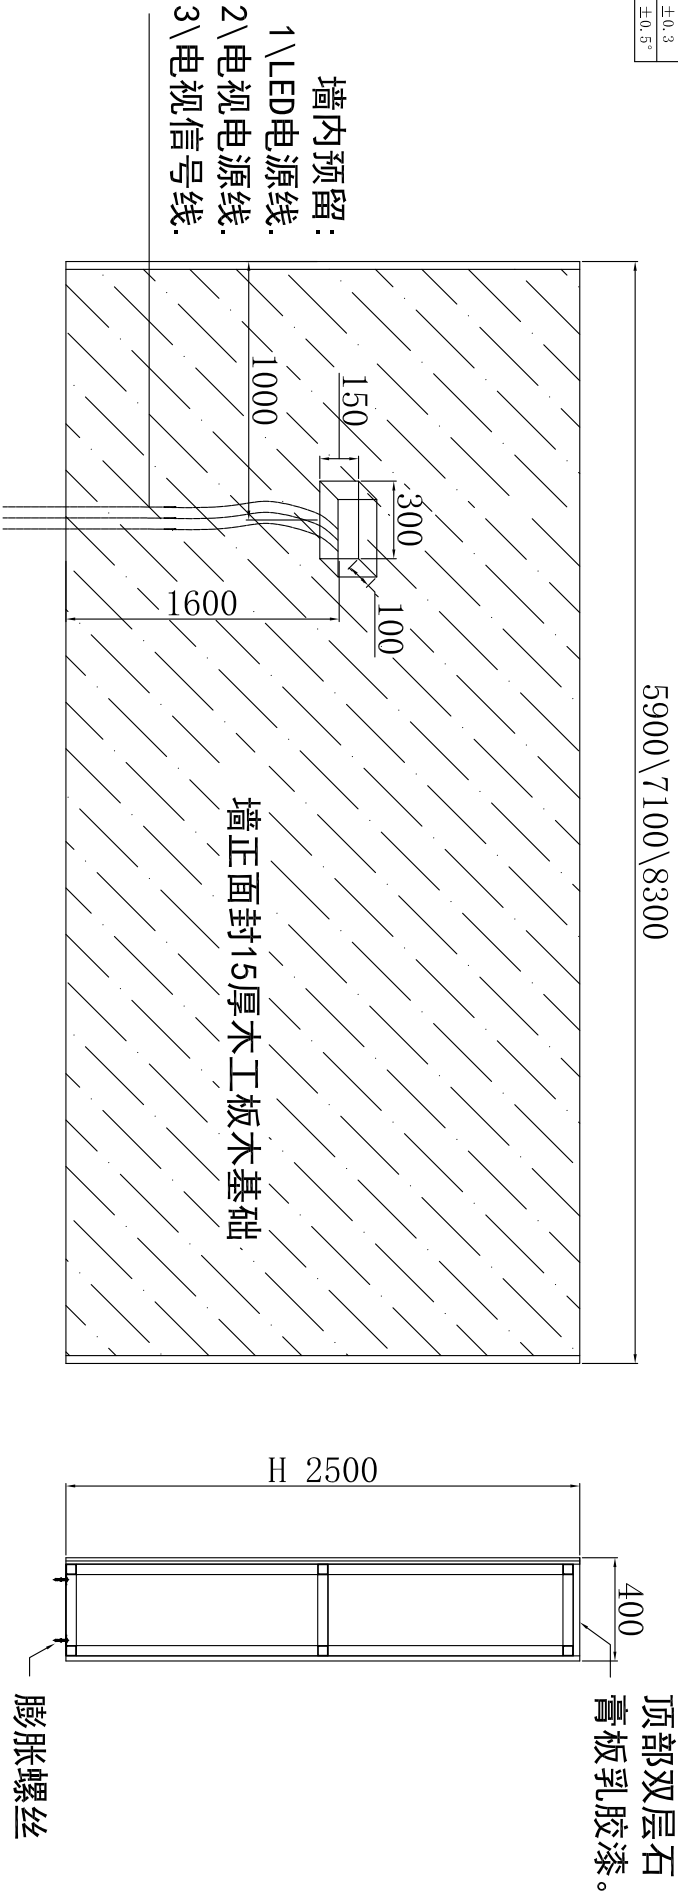 ±0.3
±0.5°
墙内预留：
1\LED电源线.
2\电视电源线.
3\电视信号线.
5900\7100\8300
1000
150
300
100
1600
墙正面封15厚木工板木基础
H 2500
400
顶部双层石
膏板乳胶漆。
膨胀螺丝